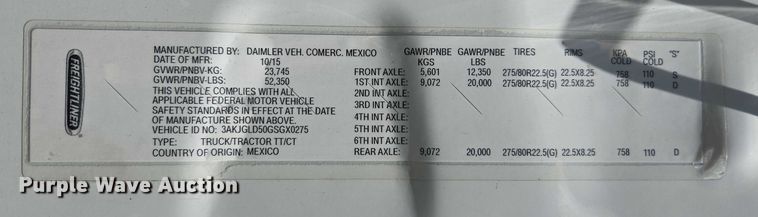 FREIGHTLINER
MANUFACTURED BY: DAIMLER VEH. COMERC. MEXICO
DATE OF MFR: 10/15
GVWR/PNBV-KG: 23,745
GVWR/PNBV-LBS: 52,350
THIS VEHICLE COMPLIES WITH ALL
APPLICABLE FEDERAL MOTOR VEHICLE
SAFETY STANDARDS IN EFFECT AT THE DATE
OF MANUFACTURE SHOWN ABOVE.
VEHICLE ID NO: 3AKJGLD50GSGX0275
TYPE: TRUCK/TRACTOR TT/CT
COUNTRY OF ORIGIN: MEXICO
GAWR/PNBE GAWR/PNBE TIRES RIMS KPA PSI "S"
KGS LBS COLD COLD
FRONT AXLE: 5,601 12,350 275/80R22.5(G) 22.5X8.25 758 110 S
1ST INT AXLE: 9,072 20,000 275/80R22.5(G) 22.5X8.25 758 110 D
2ND INT AXLE:
3RD INT AXLE:
4TH INT AXLE:
5TH INT AXLE:
6TH INT AXLE:
REAR AXLE: 9,072 20,000 275/80R22.5(G) 22.5X8.25 758 110 D
Purple Wave Auction